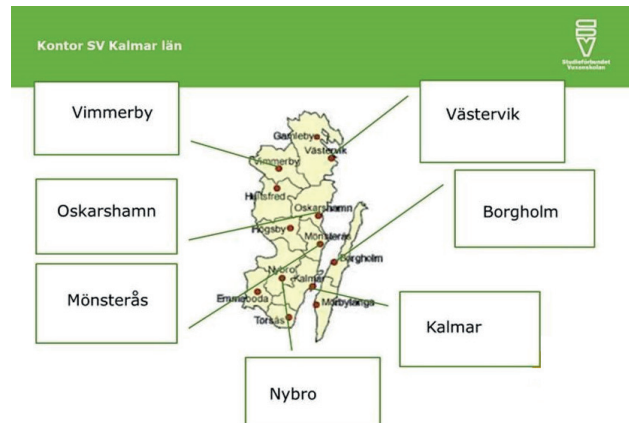 Kontor SV Kalmar län
Studieförbundet
Vuxenskolan
Vimmerby
Västervik
Gamleby
Västervik
Vimmerby
Hultsfred
Oskarshamn
Oskarshamn
Borgholm
Högsby
Mönsterås
Borgholm
Nybro
Kalmar
Mönsterås
Emmaboda
Mörbylånga
Torsås
Kalmar
Nybro